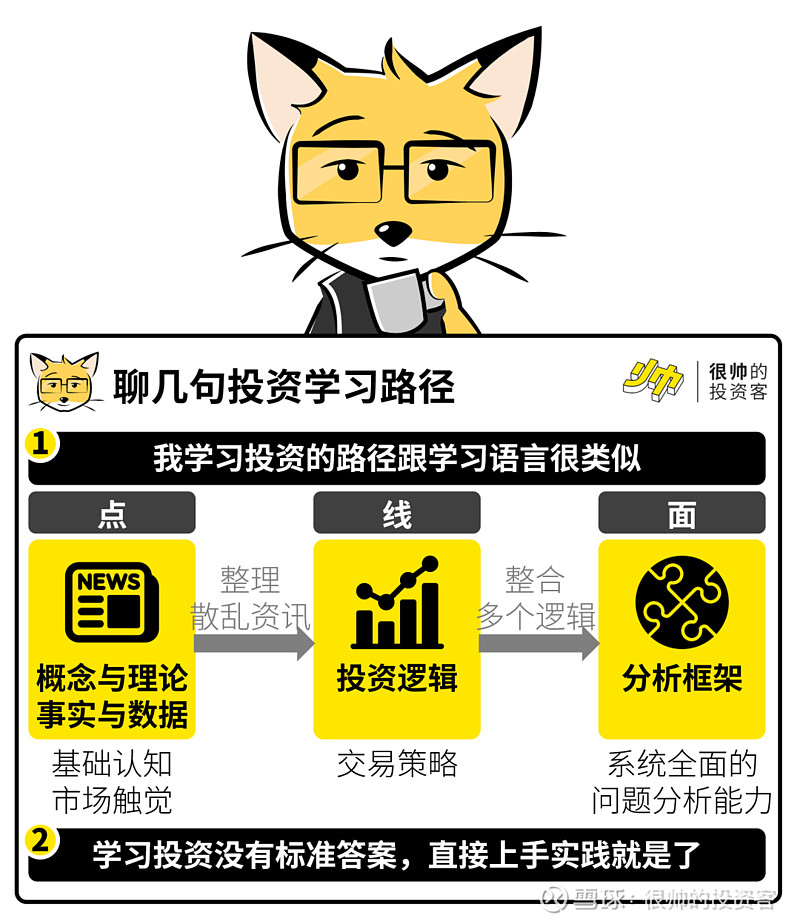 聊几句投资学习路径
帅
很帅的
投资客
1
我学习投资的路径跟学习语言很类似
点
线
面
NEWS
概念与理论
事实与数据
整理
散乱资讯
投资逻辑
整合
多个逻辑
分析框架
基础认知
市场触觉
交易策略
系统全面的
问题分析能力
2
学习投资没有标准答案，直接上手实践就是了
雪球：很帅的投资客